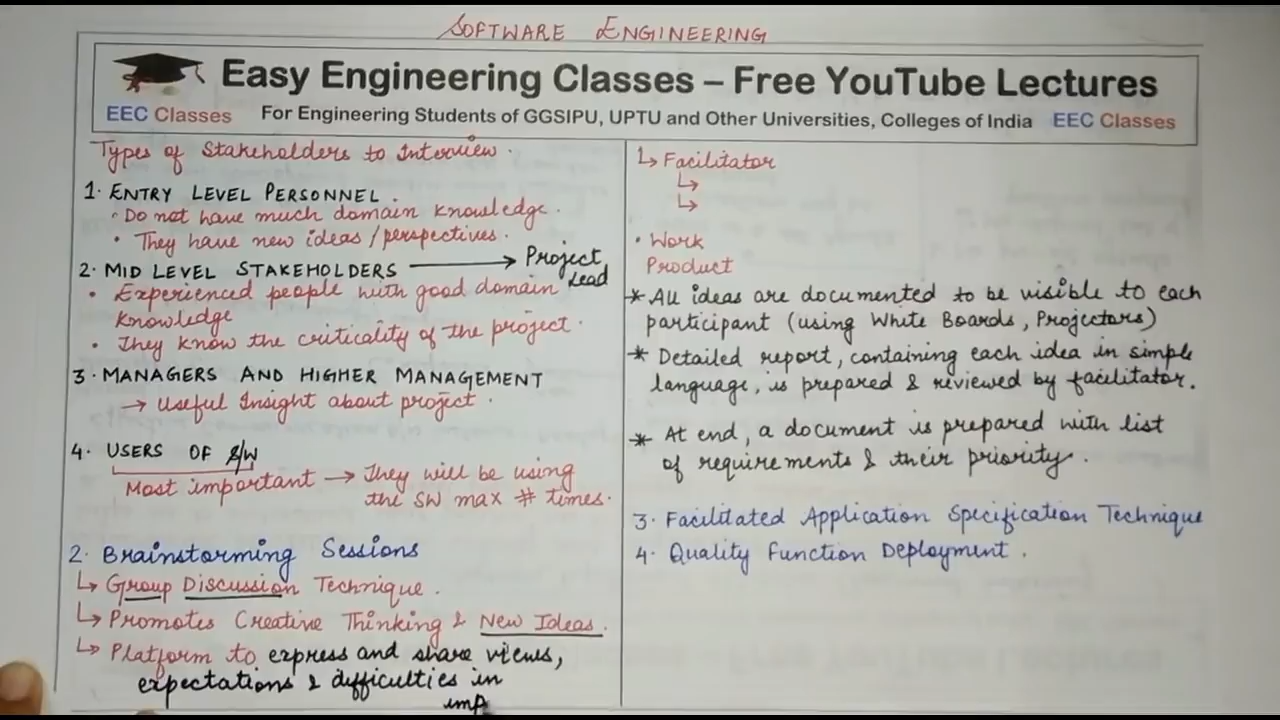 SOFTWARE ENGINEERING
Easy Engineering Classes – Free YouTube Lectures
EEC Classes For Engineering Students of GGSIPU, UPTU and Other Universities, Colleges of India EEC Classes
Types of Stakeholders to Interview.
1. ENTRY LEVEL PERSONNEL
• Do not have much domain knowledge.
• They have new ideas/perspectives.
2. MID LEVEL STAKEHOLDERS → Project
Lead
• Experienced people with good domain
knowledge
• They know the criticality of the project.
3. MANAGERS AND HIGHER MANAGEMENT
→ Useful Insight about project.
4. USERS OF S/W
Most important → They will be using
the SW max # times.
2. Brainstorming Sessions
↳ Group Discussion Technique.
↳ Promotes Creative Thinking & New Ideas.
↳ Platform to express and share views,
expectations & difficulties in
imp
↳ Facilitator
↳
↳
• Work
Product
* All ideas are documented to be visible to each
participant (using White Boards, Projectors)
* Detailed report, containing each idea in simple
language, is prepared & reviewed by facilitator.
* At end, a document is prepared with list
of requirements & their priority.
3. Facilitated Application Specification Technique
4. Quality Function Deployment.